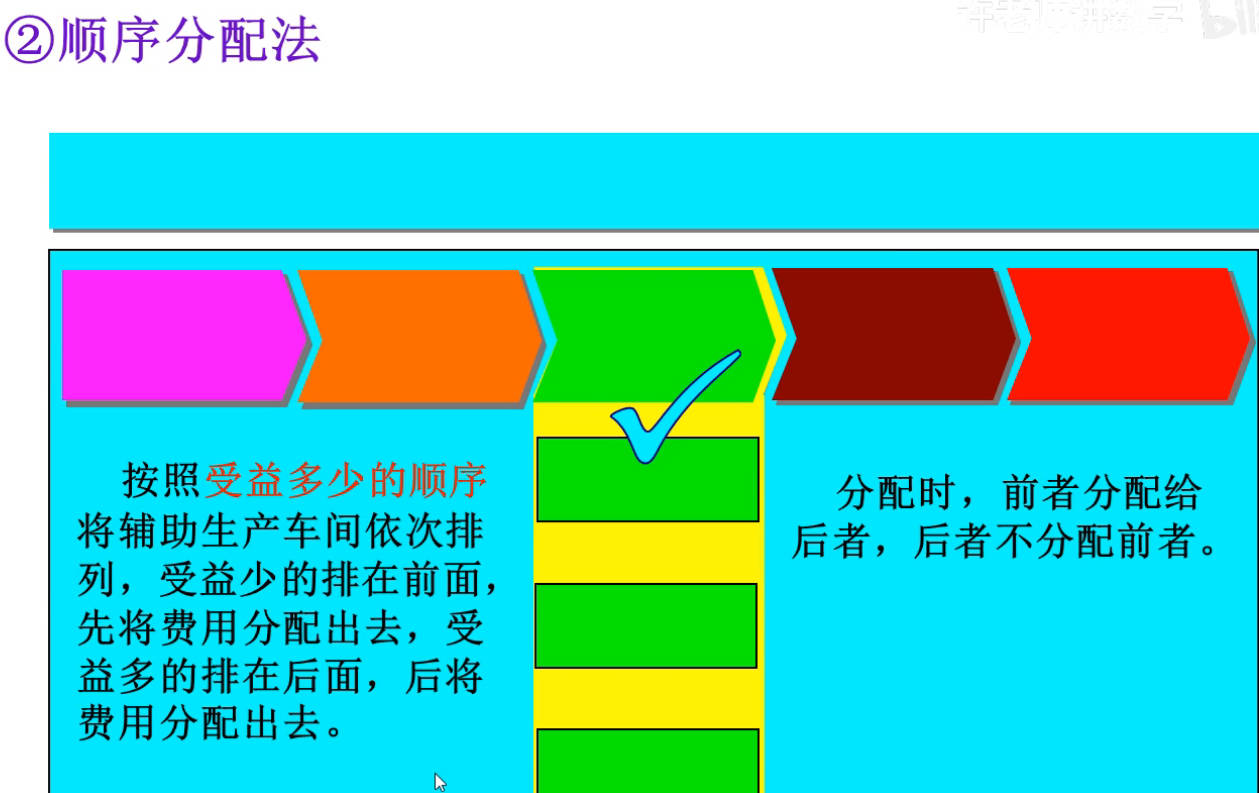 ②顺序分配法
按照受益多少的顺序
将辅助生产车间依次排
列，受益少的排在前面，
先将费用分配出去，受
益多的排在后面，后将
费用分配出去。
分配时，前者分配给
后者，后者不分配前者。